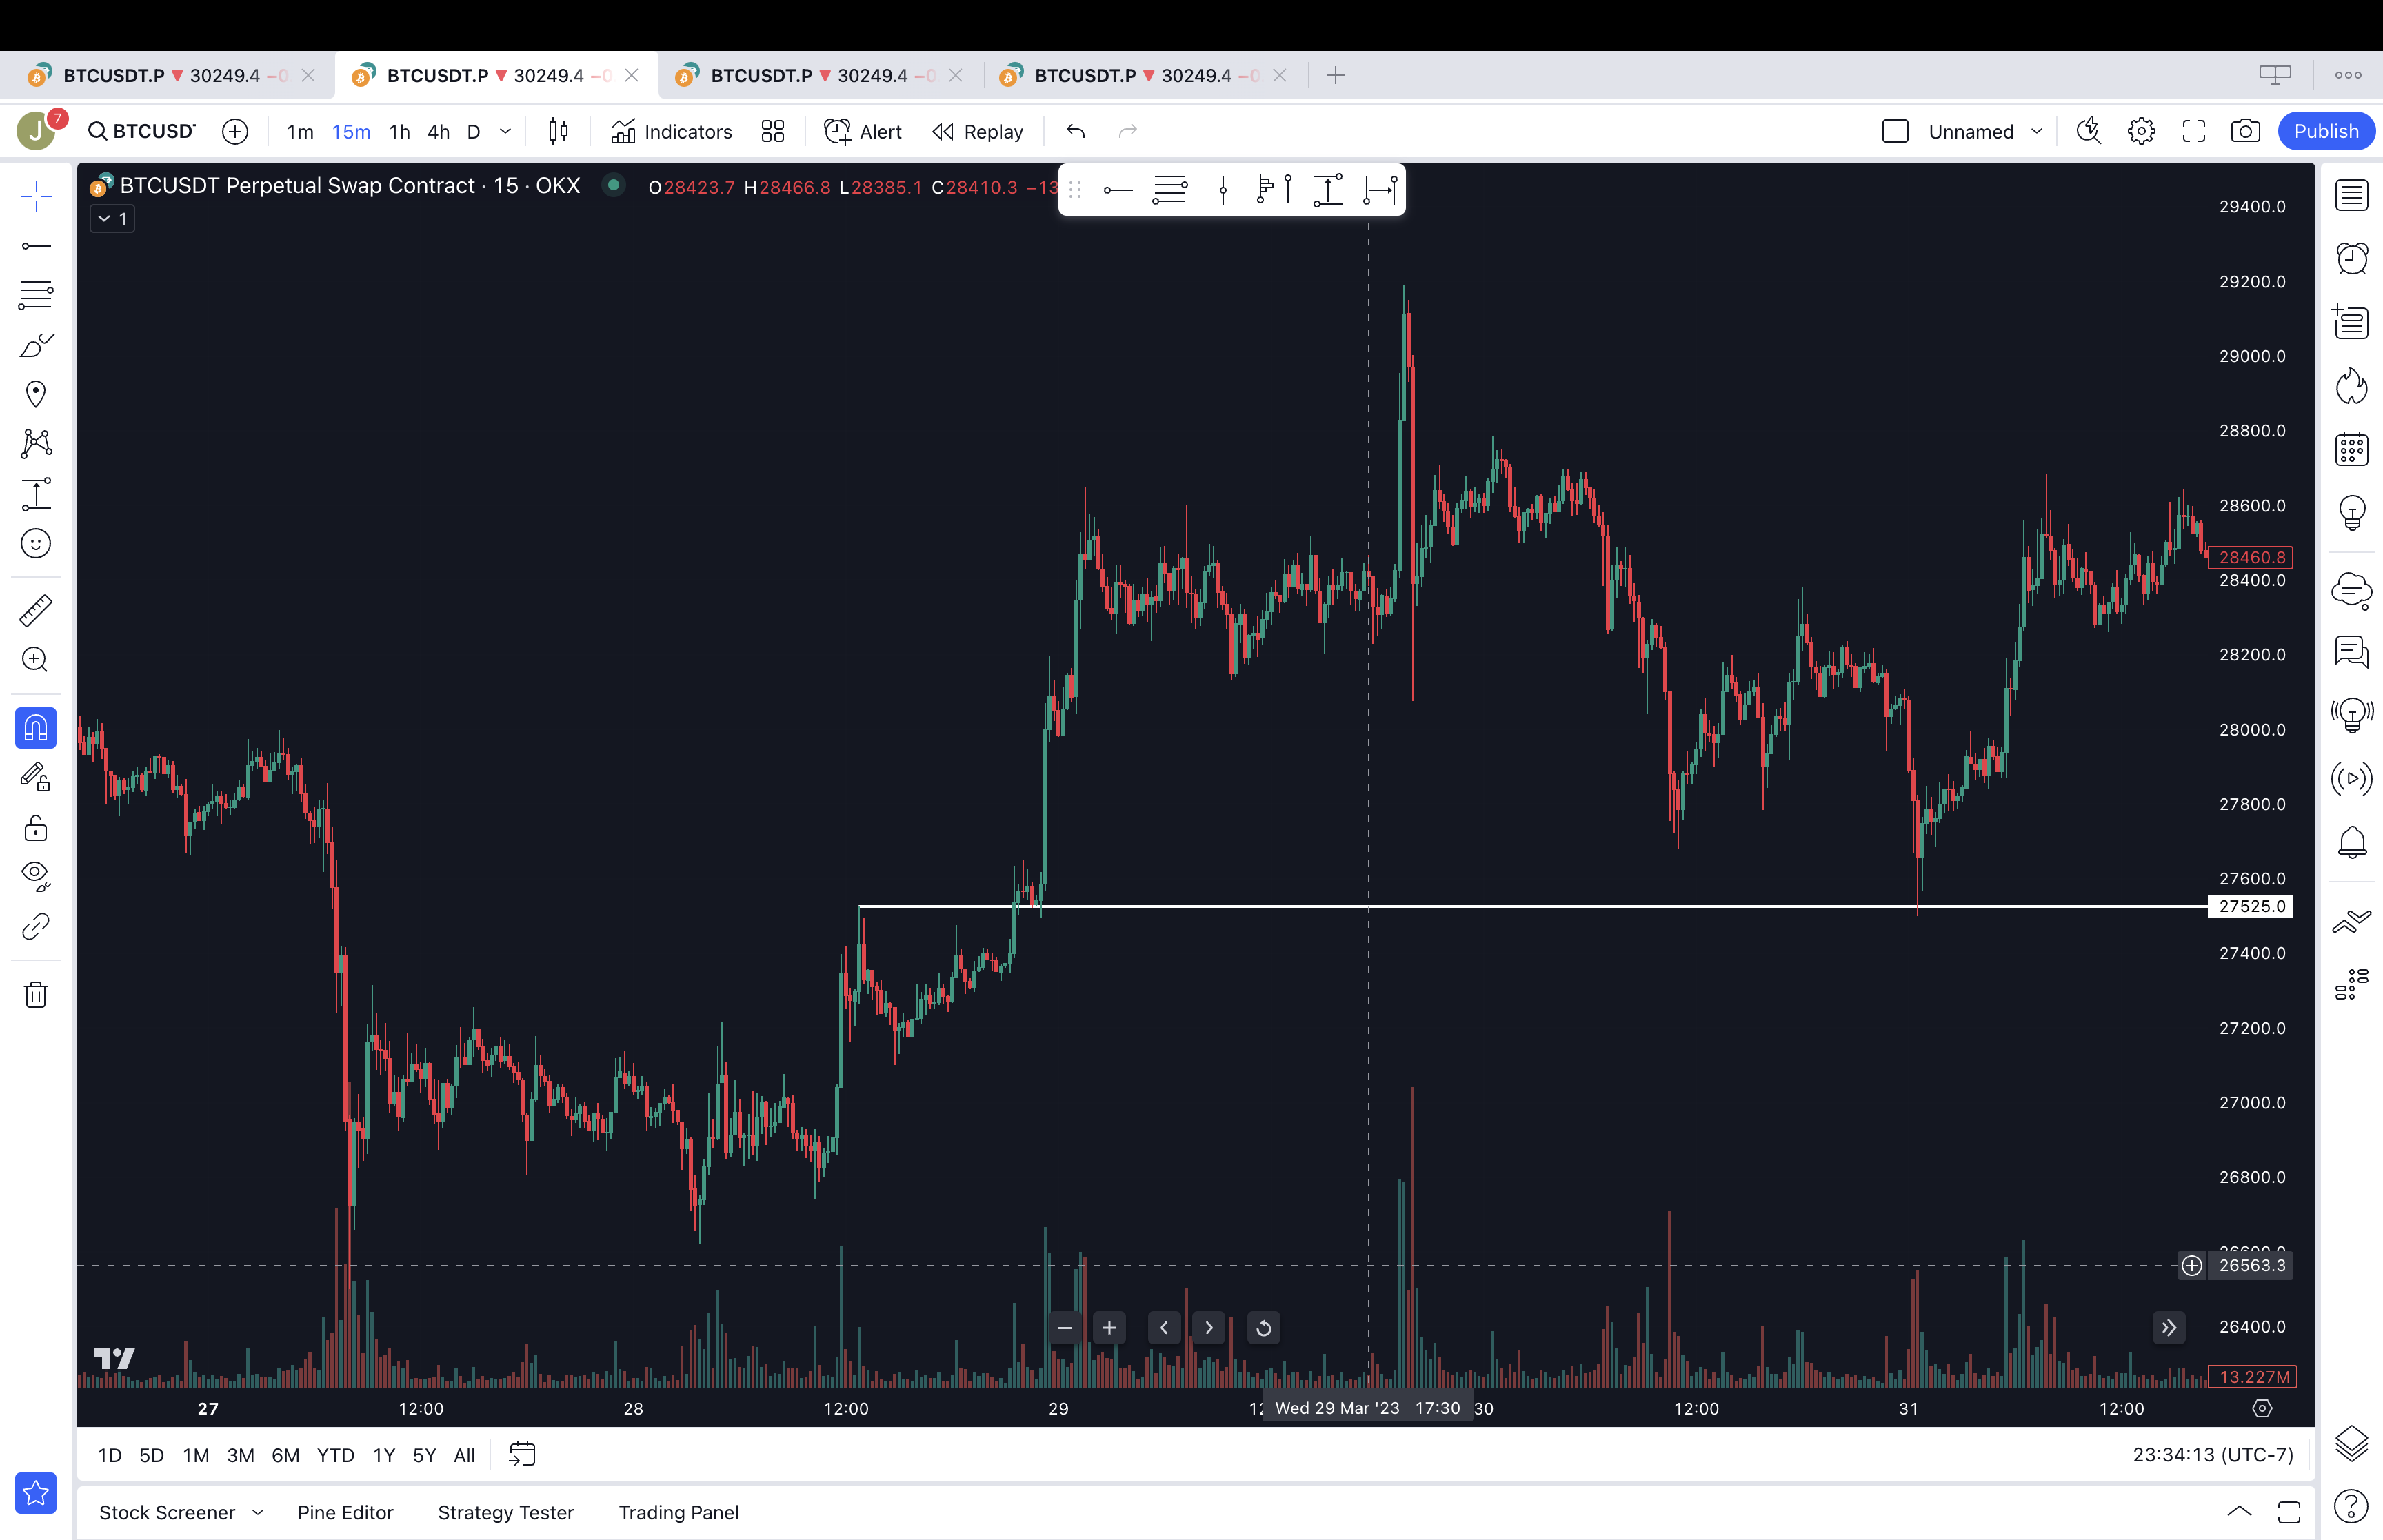 BTCUSDT.P ▼ 30249.4 −0
BTCUSDT.P ▼ 30249.4 −0
BTCUSDT.P ▼ 30249.4 −0
BTCUSDT.P ▼ 30249.4 −0
J 7 BTCUSD 1m 15m 1h 4h D Indicators Alert Replay Unnamed Publish
BTCUSDT Perpetual Swap Contract · 15 · OKX O28423.7 H28466.8 L28385.1 C28410.3 −13
1
29400.0
29200.0
29000.0
28800.0
28600.0
28460.8
28400.0
28200.0
28000.0
27800.0
27600.0
27525.0
27400.0
27200.0
27000.0
26800.0
26563.3
26400.0
13.227M
27 12:00 28 12:00 29 Wed 29 Mar '23 17:30 30 12:00 31 12:00
1D 5D 1M 3M 6M YTD 1Y 5Y All 23:34:13 (UTC-7)
Stock Screener Pine Editor Strategy Tester Trading Panel